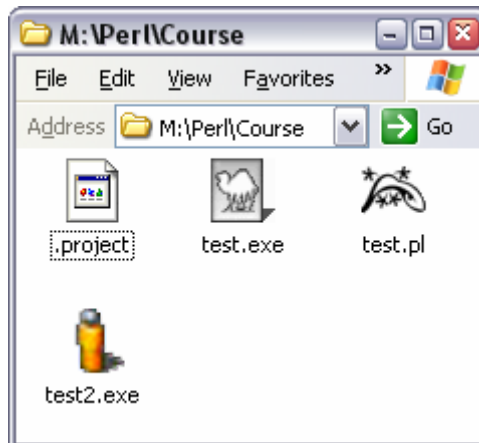 M:\Perl\Course
File Edit View Favorites »
Address M:\Perl\Course Go
.project test.exe test.pl
test2.exe